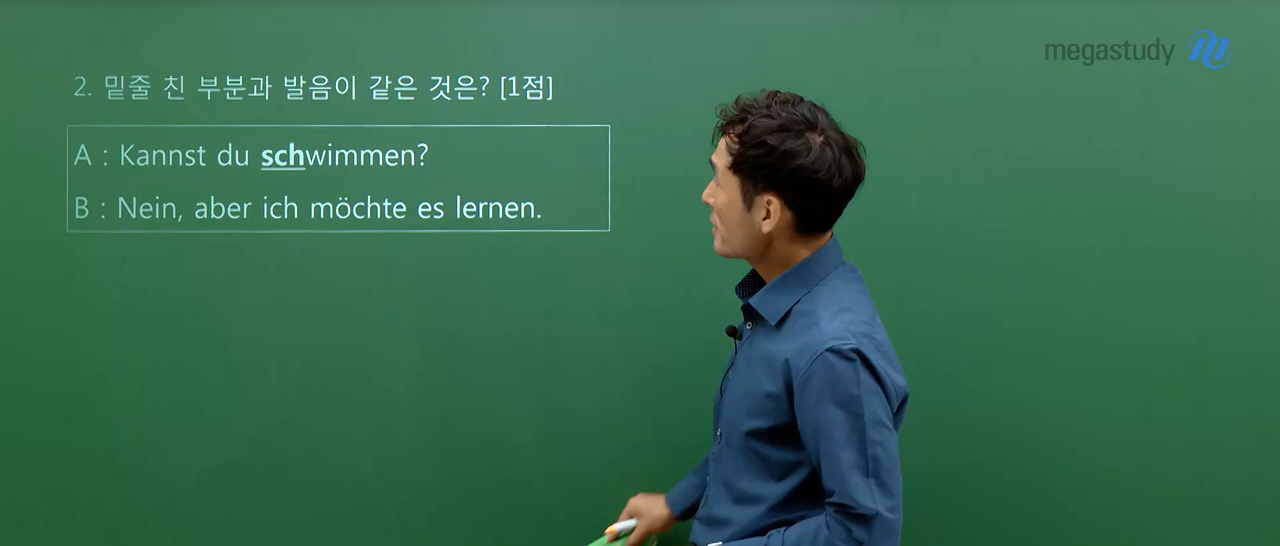 megastudy
2. 밑줄 친 부분과 발음이 같은 것은? [1점]
A : Kannst du schwimmen?
B : Nein, aber ich möchte es lernen.